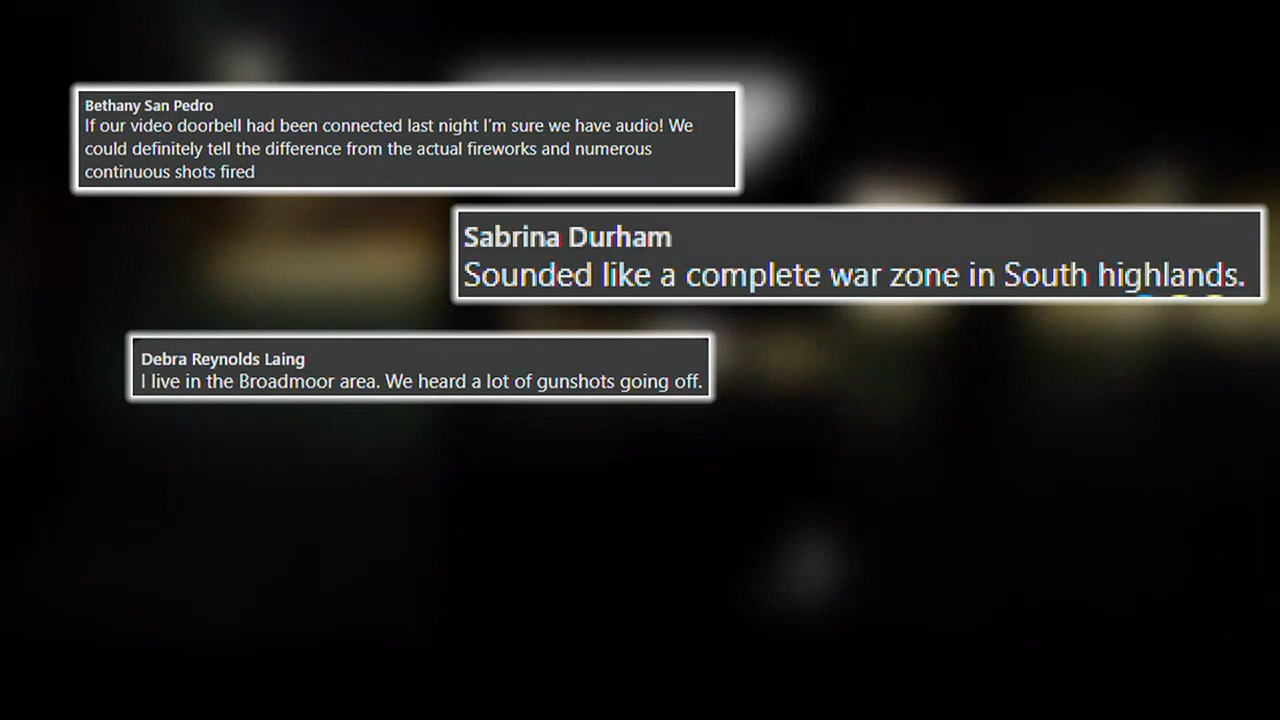 Bethany San Pedro
If our video doorbell had been connected last night I'm sure we have audio! We
could definitely tell the difference from the actual fireworks and numerous
continuous shots fired
Sabrina Durham
Sounded like a complete war zone in South highlands.
Debra Reynolds Laing
I live in the Broadmoor area. We heard a lot of gunshots going off.